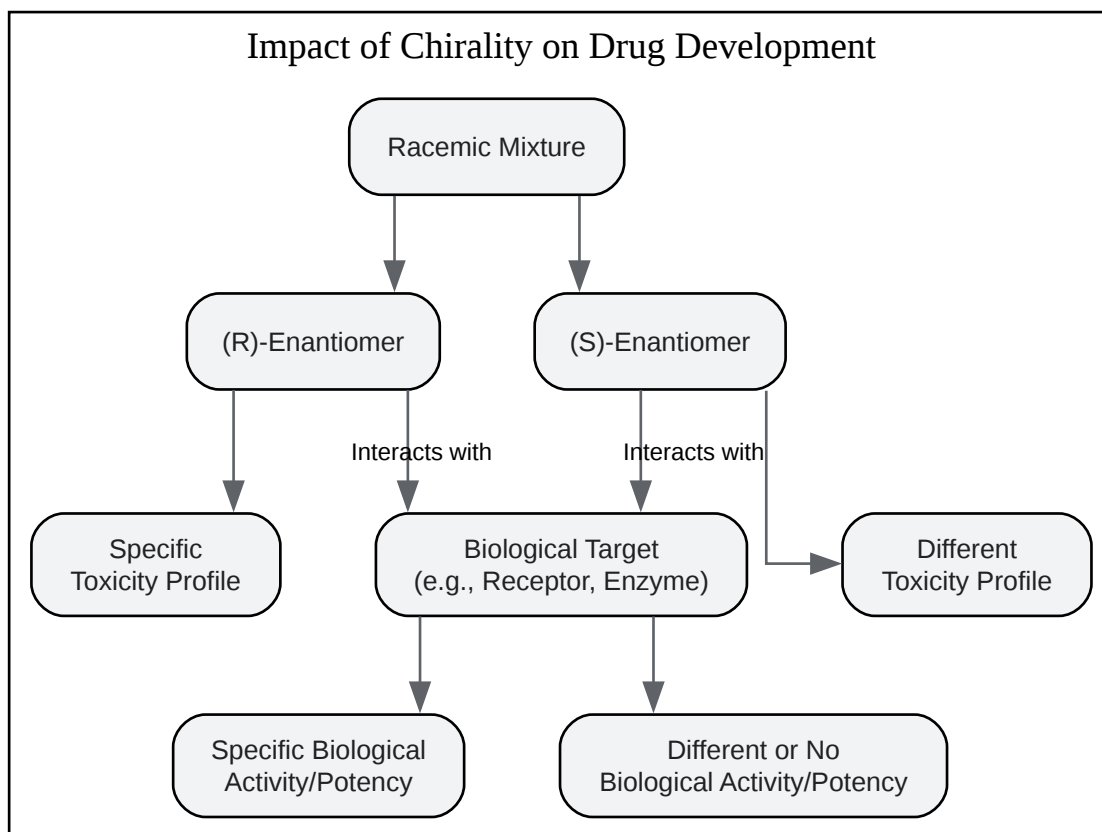 Impact of Chirality on Drug Development
Racemic Mixture
(R)-Enantiomer
(S)-Enantiomer
Interacts with
Interacts with
Specific
Toxicity Profile
Biological Target
(e.g., Receptor, Enzyme)
Different
Toxicity Profile
Specific Biological
Activity/Potency
Different or No
Biological Activity/Potency